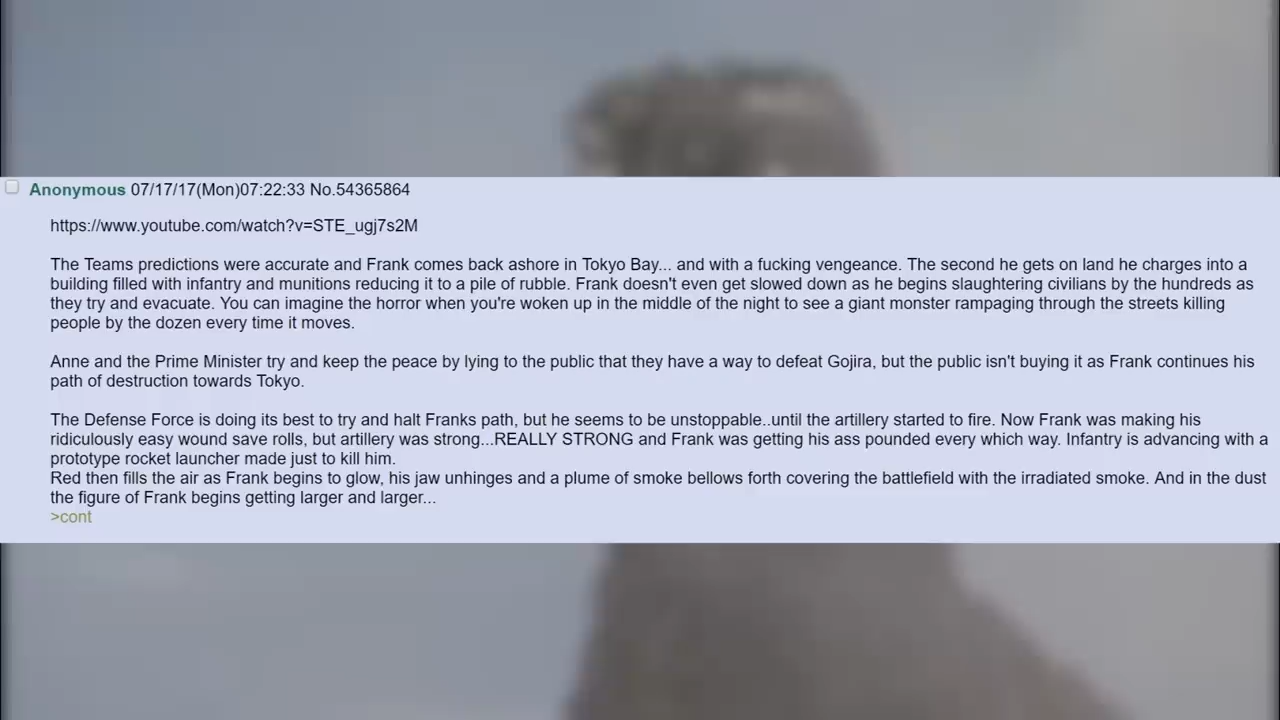 Anonymous 07/17/17(Mon)07:22:33 No.54365864
https://www.youtube.com/watch?v=STE_ugj7s2M
The Teams predictions were accurate and Frank comes back ashore in Tokyo Bay... and with a fucking vengeance. The second he gets on land he charges into a
building filled with infantry and munitions reducing it to a pile of rubble. Frank doesn't even get slowed down as he begins slaughtering civilians by the hundreds as
they try and evacuate. You can imagine the horror when you're woken up in the middle of the night to see a giant monster rampaging through the streets killing
people by the dozen every time it moves.
Anne and the Prime Minister try and keep the peace by lying to the public that they have a way to defeat Gojira, but the public isn't buying it as Frank continues his
path of destruction towards Tokyo.
The Defense Force is doing its best to try and halt Franks path, but he seems to be unstoppable..until the artillery started to fire. Now Frank was making his
ridiculously easy wound save rolls, but artillery was strong...REALLY STRONG and Frank was getting his ass pounded every which way. Infantry is advancing with a
prototype rocket launcher made just to kill him.
Red then fills the air as Frank begins to glow, his jaw unhinges and a plume of smoke bellows forth covering the battlefield with the irradiated smoke. And in the dust
the figure of Frank begins getting larger and larger...
>cont